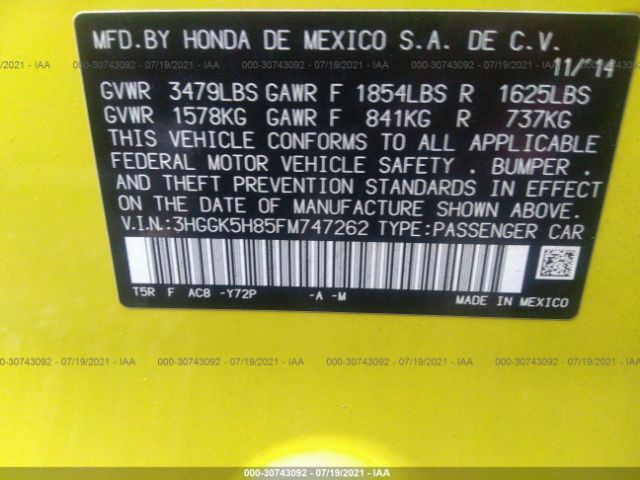 MFD.BY HONDA DE MEXICO S.A. DE C.V.
11/14
GVWR 3479LBS GAWR F 1854LBS R 1625LBS
GVWR 1578KG GAWR F 841KG R 737KG
THIS VEHICLE CONFORMS TO ALL APPLICABLE
FEDERAL MOTOR VEHICLE SAFETY . BUMPER .
AND THEFT PREVENTION STANDARDS IN EFFECT
ON THE DATE OF MANUFACTURE SHOWN ABOVE.
V.I.N.:3HGGK5H85FM747262 TYPE:PASSENGER CAR
T5R F AC8 -Y72P -A -M
MADE IN MEXICO
000-30743092 - 07/19/2021 - IAA